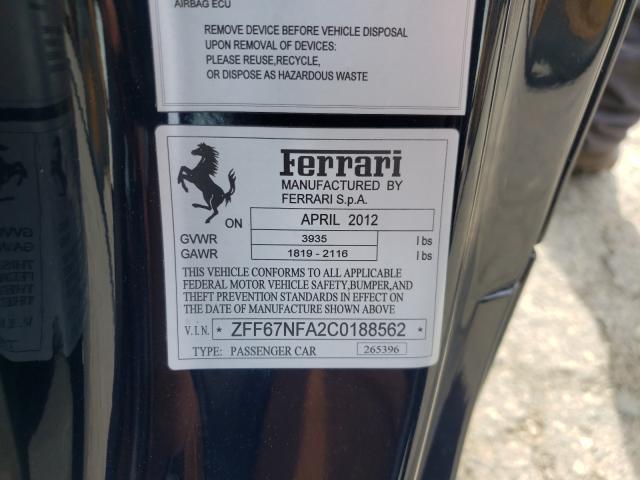 AIRBAG ECU
REMOVE DEVICE BEFORE VEHICLE DISPOSAL
UPON REMOVAL OF DEVICES:
PLEASE REUSE,RECYCLE,
OR DISPOSE AS HAZARDOUS WASTE
Ferrari
MANUFACTURED BY
FERRARI S.p.A.
ON APRIL 2012
GVWR 3935 lbs
GAWR 1819 - 2116 lbs
THIS VEHICLE CONFORMS TO ALL APPLICABLE
FEDERAL MOTOR VEHICLE SAFETY,BUMPER,AND
THEFT PREVENTION STANDARDS IN EFFECT ON
THE DATE OF MANUFACTURE SHOWN ABOVE
V.I.N. * ZFF67NFA2C0188562 *
TYPE: PASSENGER CAR 265396